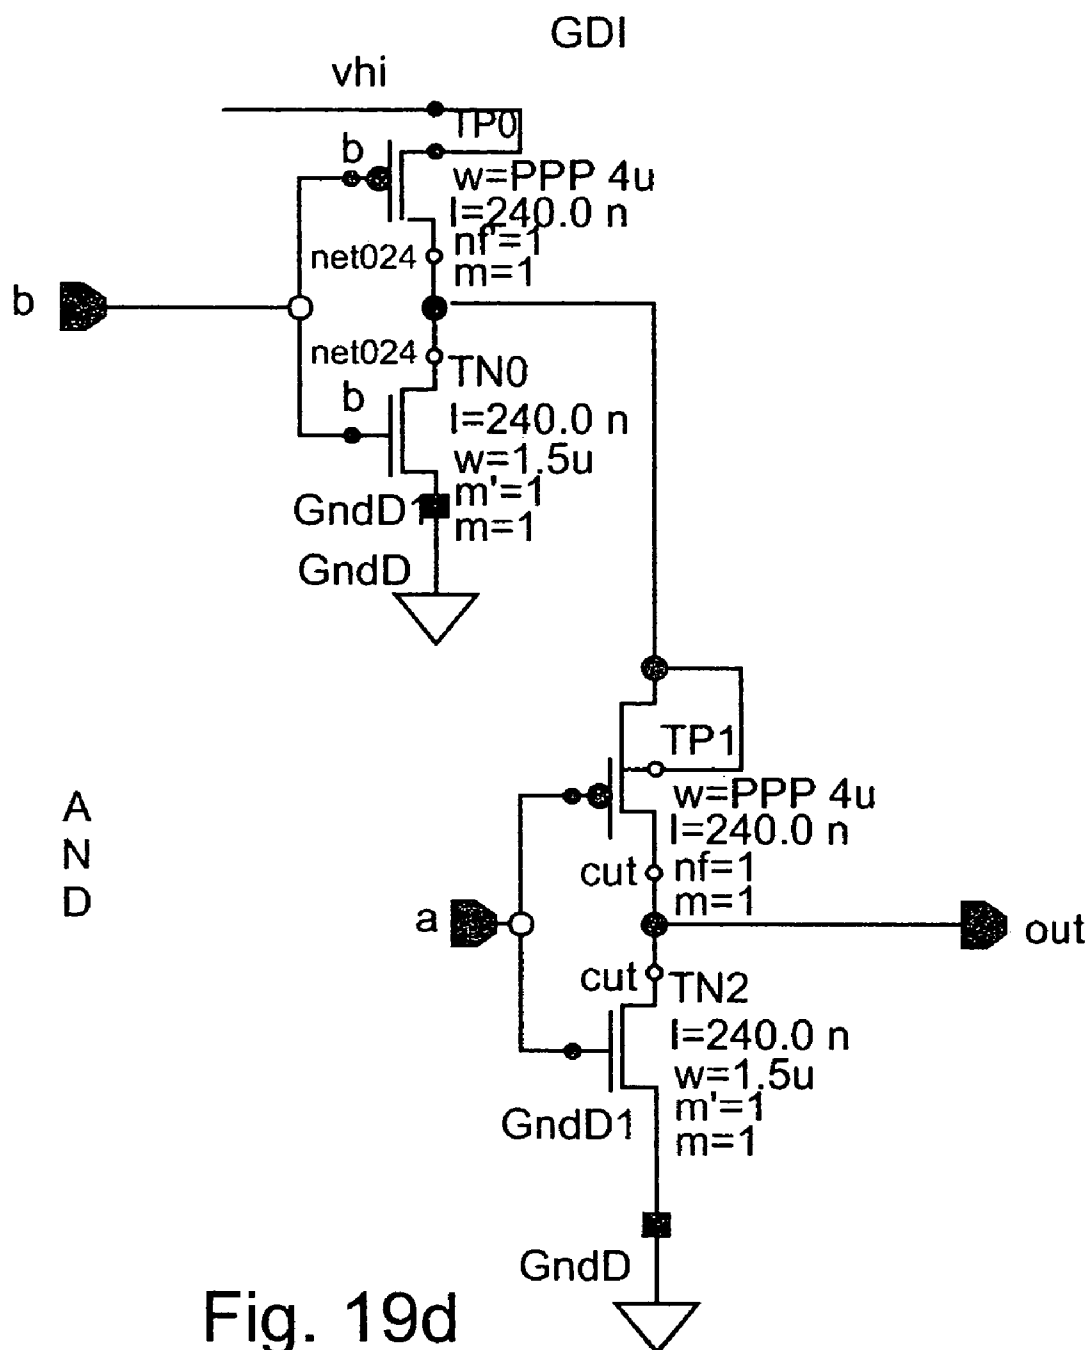 GDI
vhi
TP0
b
w=PPP 4u
l=240.0 n
nf'=1
net024
m=1
b
net024
TN0
b
l=240.0 n
w=1.5u
m'=1
GndD1
m=1
GndD
TP1
w=PPP 4u
l=240.0 n
cut
nf=1
m=1
A
N
D
a
out
cut
TN2
l=240.0 n
w=1.5u
m'=1
GndD1
m=1
GndD
Fig. 19d